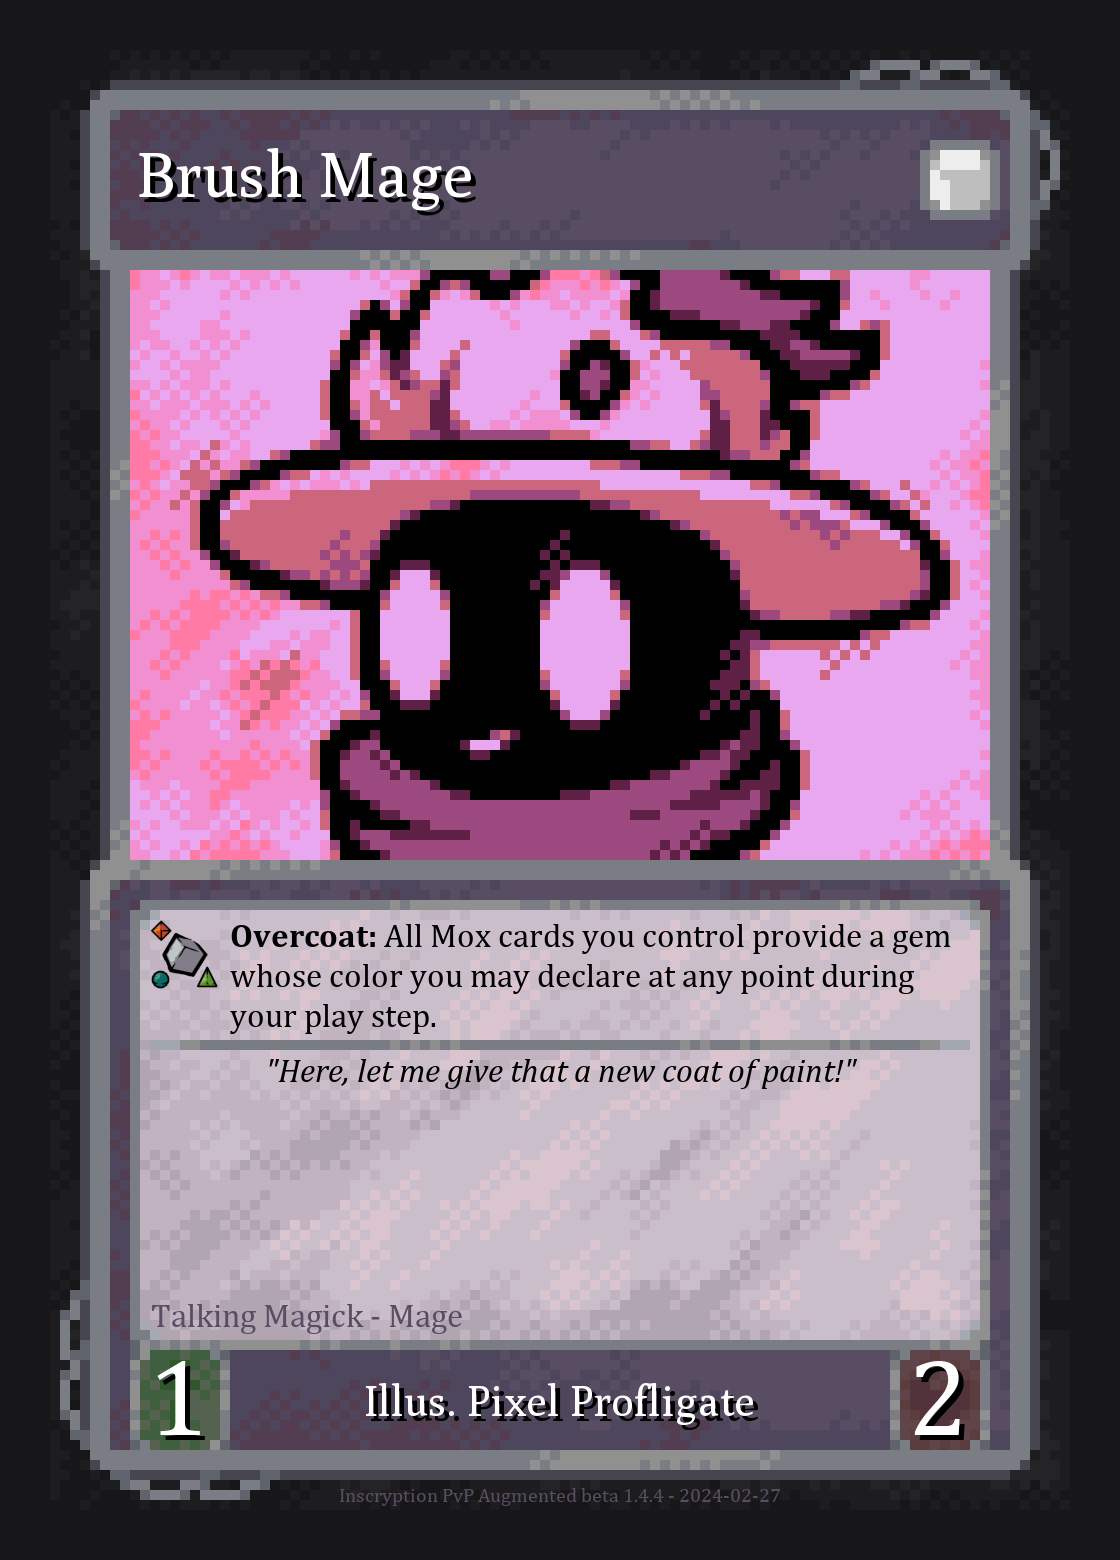 Brush Mage
Overcoat: All Mox cards you control provide a gem
whose color you may declare at any point during
your play step.
"Here, let me give that a new coat of paint!"
Talking Magick - Mage
1
Illus. Pixel Profligate
2
Inscryption PvP Augmented beta 1.4.4 - 2024-02-27